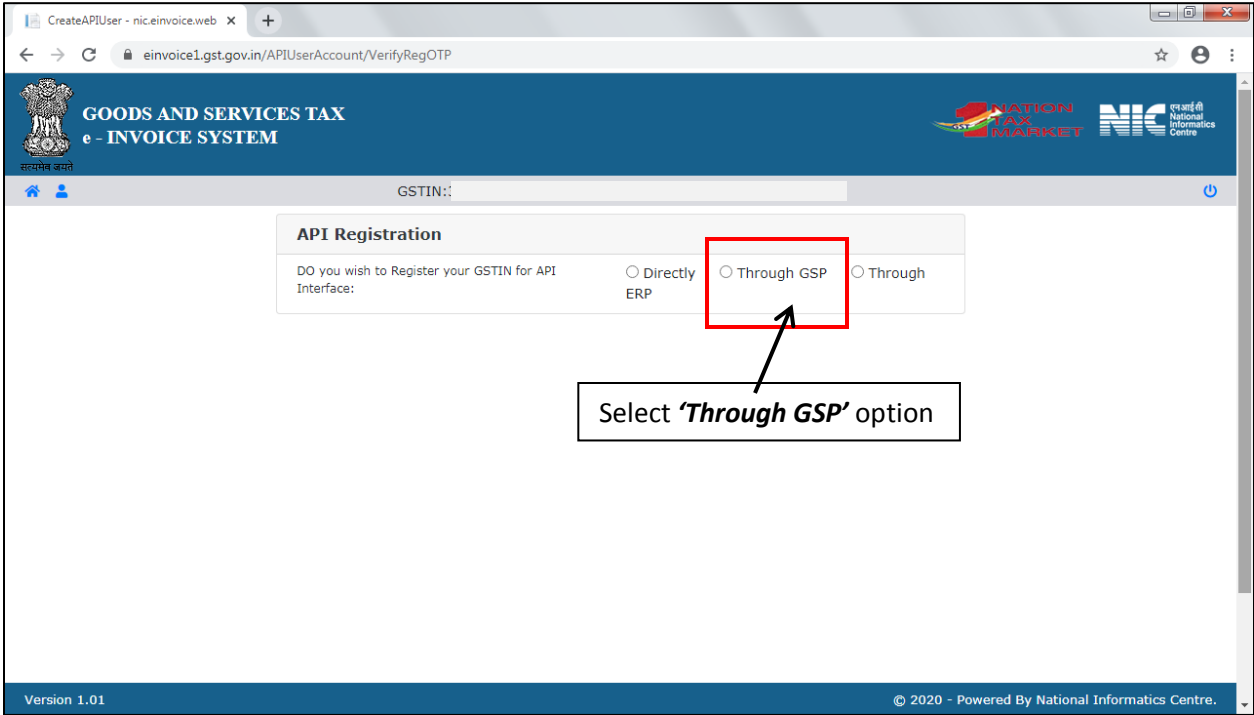 CreateAPIUser - nic.einvoice.web
einvoice1.gst.gov.in/APIUserAccount/VerifyRegOTP
GOODS AND SERVICES TAX
e - INVOICE SYSTEM
सत्यमेव जयते
GST
NATION
TAX
MARKET
NIC
एनआईसी
National
Informatics
Centre
GSTIN:
API Registration
DO you wish to Register your GSTIN for API
Interface:
Directly Through GSP Through
ERP
Select ‘Through GSP’ option
Version 1.01
© 2020 - Powered By National Informatics Centre.